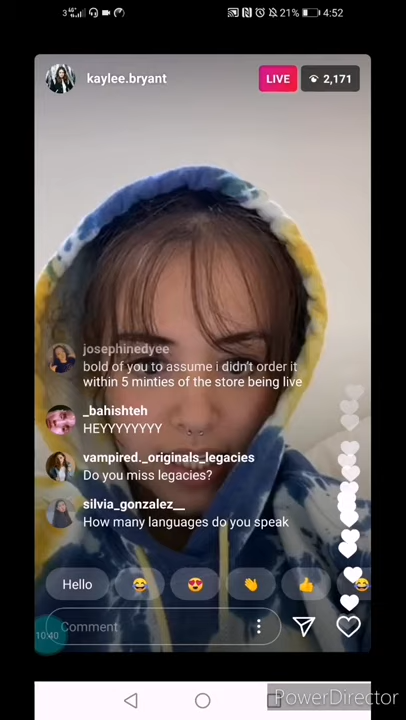 21% 4:52
kaylee.bryant
LIVE
2,171
josephinedyee
bold of you to assume i didn't order it
within 5 minties of the store being live
_bahishteh
HEYYYYYYYY
vampired._originals_legacies
Do you miss legacies?
silvia_gonzalez__
How many languages do you speak
Hello
Comment
10:40
PowerDirector